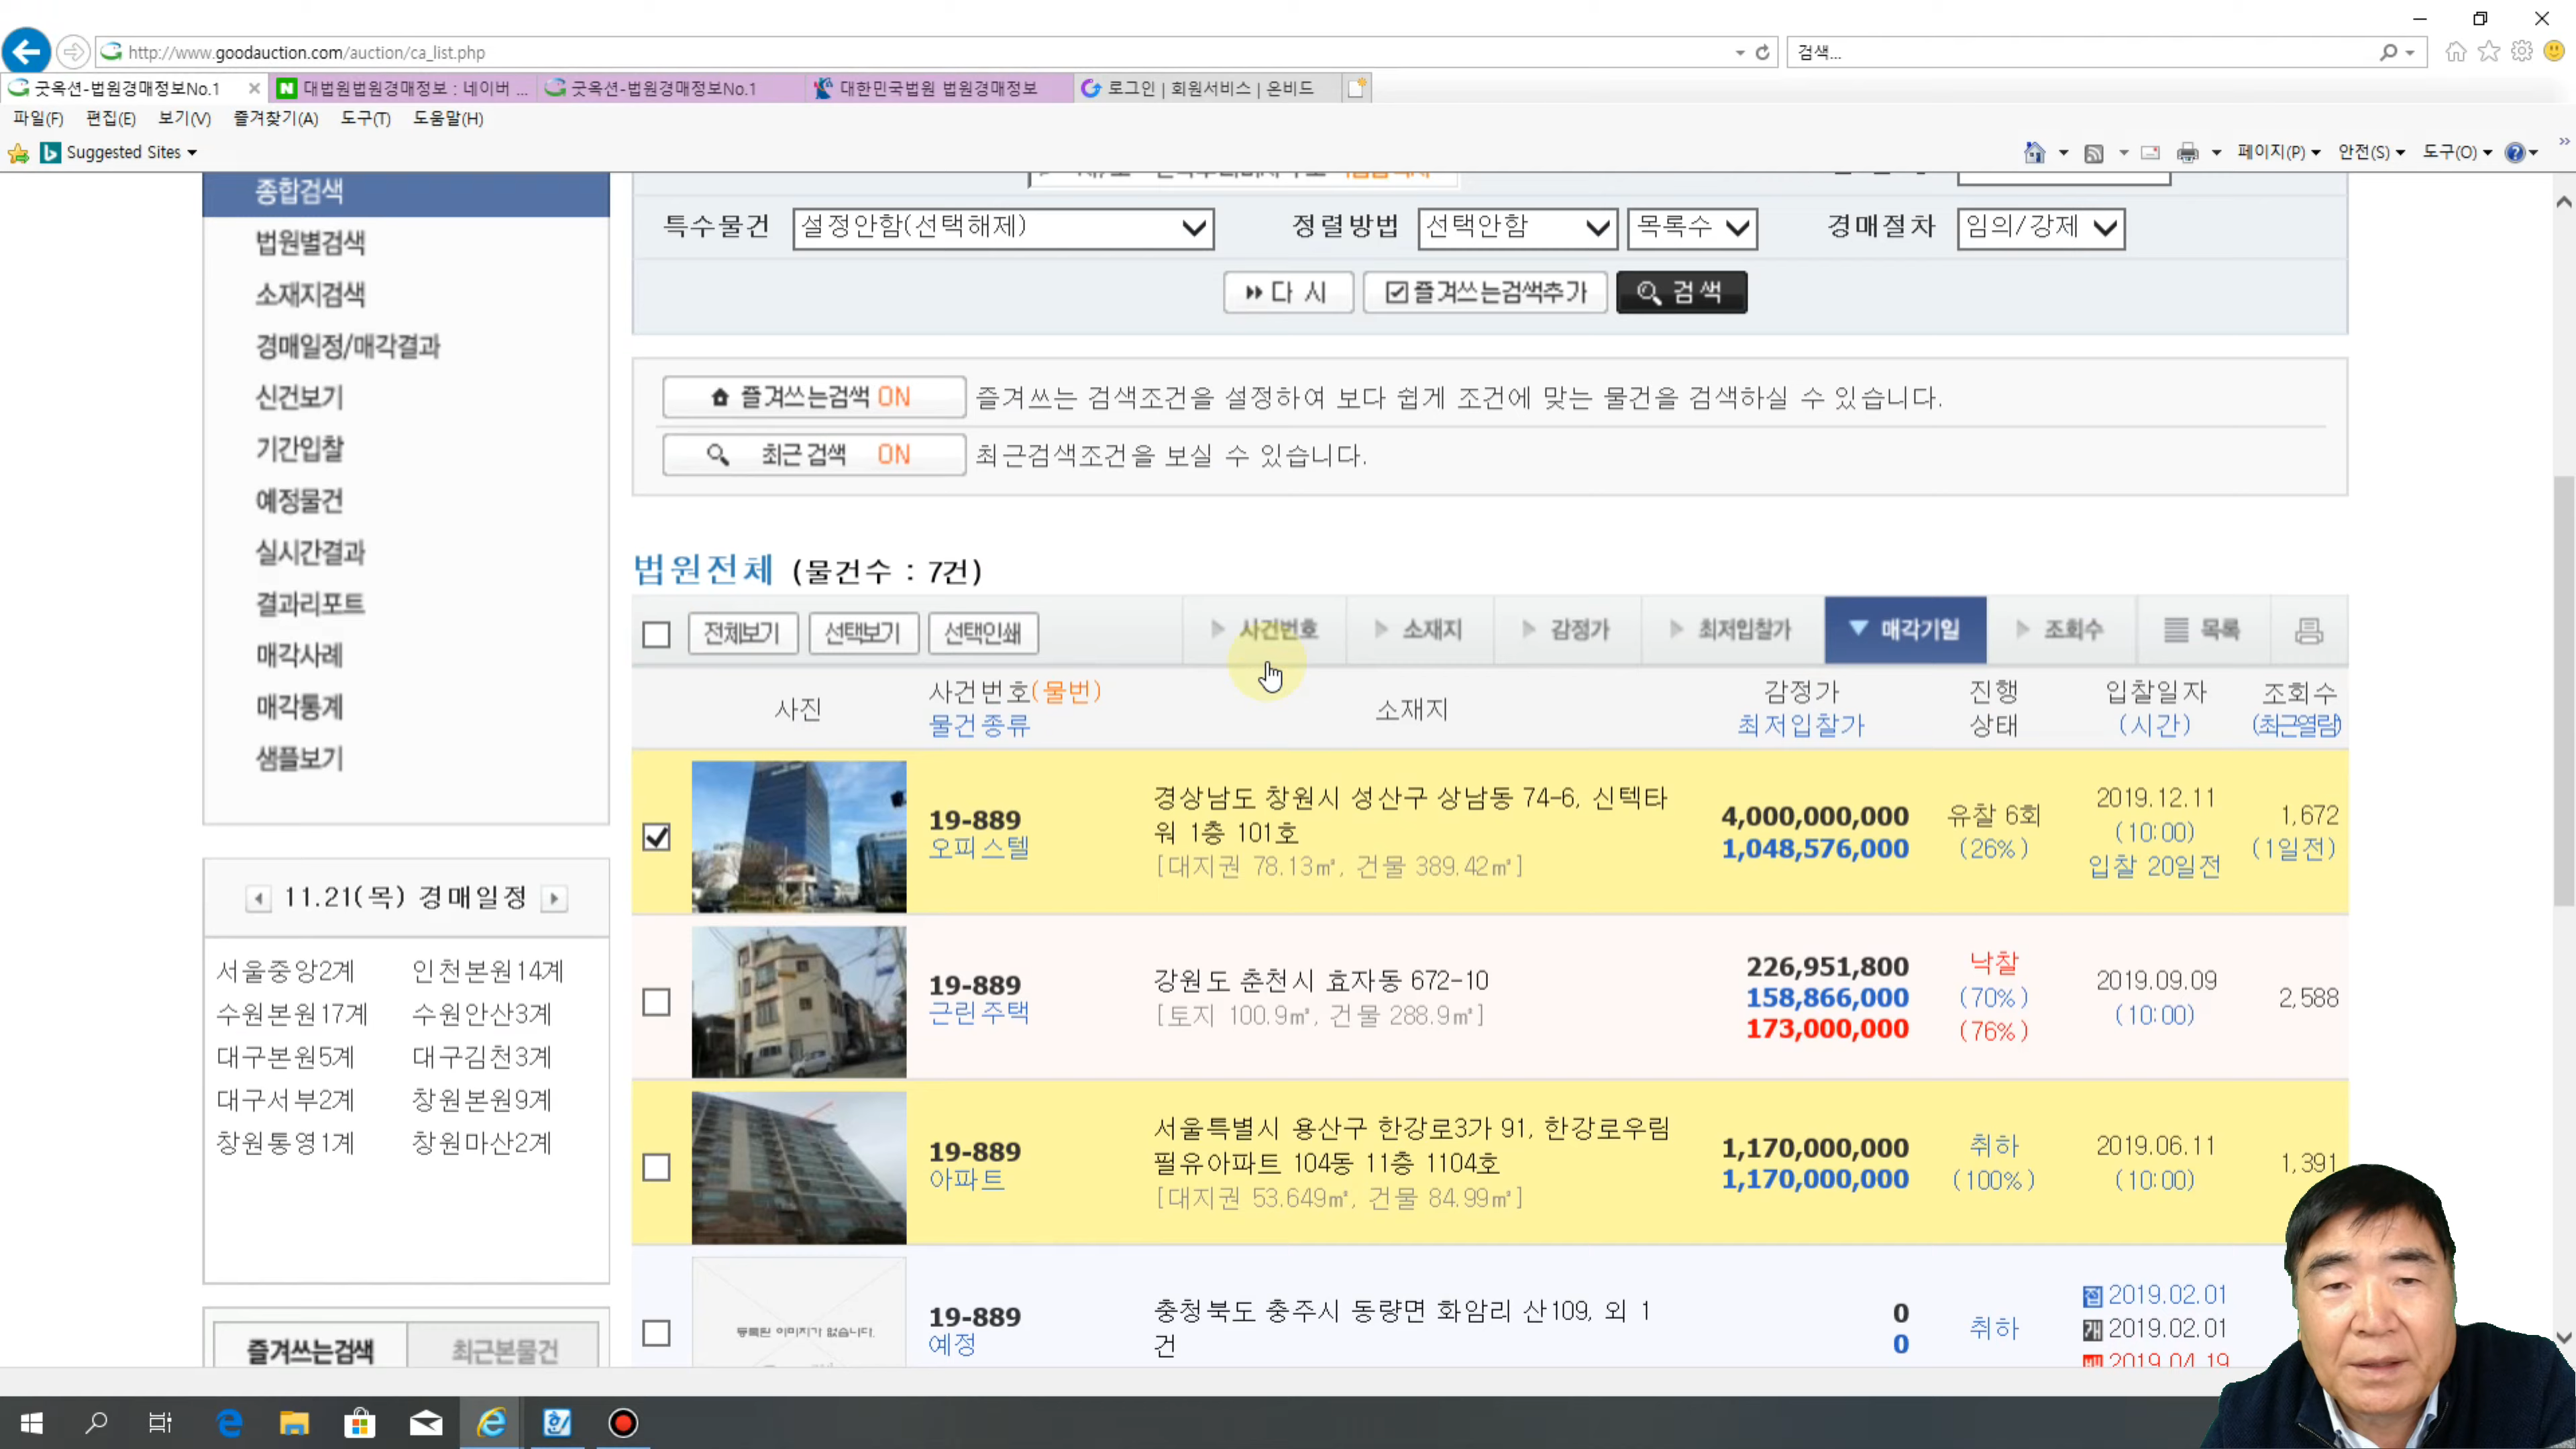 http://www.goodauction.com/auction/ca_list.php
검색...
굿옥션-법원경매정보No.1
대법원법원경매정보 : 네이버 ...
굿옥션-법원경매정보No.1
대한민국법원 법원경매정보
로그인 | 회원서비스 | 온비드
파일(F) 편집(E) 보기(V) 즐겨찾기(A) 도구(T) 도움말(H)
Suggested Sites
페이지(P) 안전(S) 도구(O)
종합검색
법원별검색
소재지검색
경매일정/매각결과
신건보기
기간입찰
예정물건
실시간결과
결과리포트
매각사례
매각통계
샘플보기
11.21(목) 경매일정
서울중앙2계 인천본원14계
수원본원17계 수원안산3계
대구본원5계 대구김천3계
대구서부2계 창원본원9계
창원통영1계 창원마산2계
즐겨쓰는검색 최근본물건
특수물건 설정안함(선택해제) 정렬방법 선택안함 목록수 경매절차 임의/강제
다 시 즐겨쓰는검색추가 검 색
즐겨쓰는검색 ON 즐겨쓰는 검색조건을 설정하여 보다 쉽게 조건에 맞는 물건을 검색하실 수 있습니다.
최근 검색 ON 최근검색조건을 보실 수 있습니다.
법원전체 (물건수 : 7건)
전체보기 선택보기 선택인쇄 사건번호 소재지 감정가 최저입찰가 매각기일 조회수 목록
사진 사건번호(물번) 소재지 감정가 진행 입찰일자 조회수
물건종류 최저입찰가 상태 (시간) (최근열람)
19-889
오피스텔
경상남도 창원시 성산구 상남동 74-6, 신텍타
워 1층 101호
[대지권 78.13㎡, 건물 389.42㎡]
4,000,000,000
1,048,576,000
유찰 6회
(26%)
2019.12.11
(10:00)
입찰 20일전
1,672
(1일전)
19-889
근린주택
강원도 춘천시 효자동 672-10
[토지 100.9㎡, 건물 288.9㎡]
226,951,800
158,866,000
173,000,000
낙찰
(70%)
(76%)
2019.09.09
(10:00)
2,588
19-889
아파트
서울특별시 용산구 한강로3가 91, 한강로우림
필유아파트 104동 11층 1104호
[대지권 53.649㎡, 건물 84.99㎡]
1,170,000,000
1,170,000,000
취하
(100%)
2019.06.11
(10:00)
1,391
등록된 이미지가 없습니다.
19-889
예정
충청북도 충주시 동량면 화암리 산109, 외 1
건
0
0
취하
2019.02.01
개 2019.02.01
2019.04.19